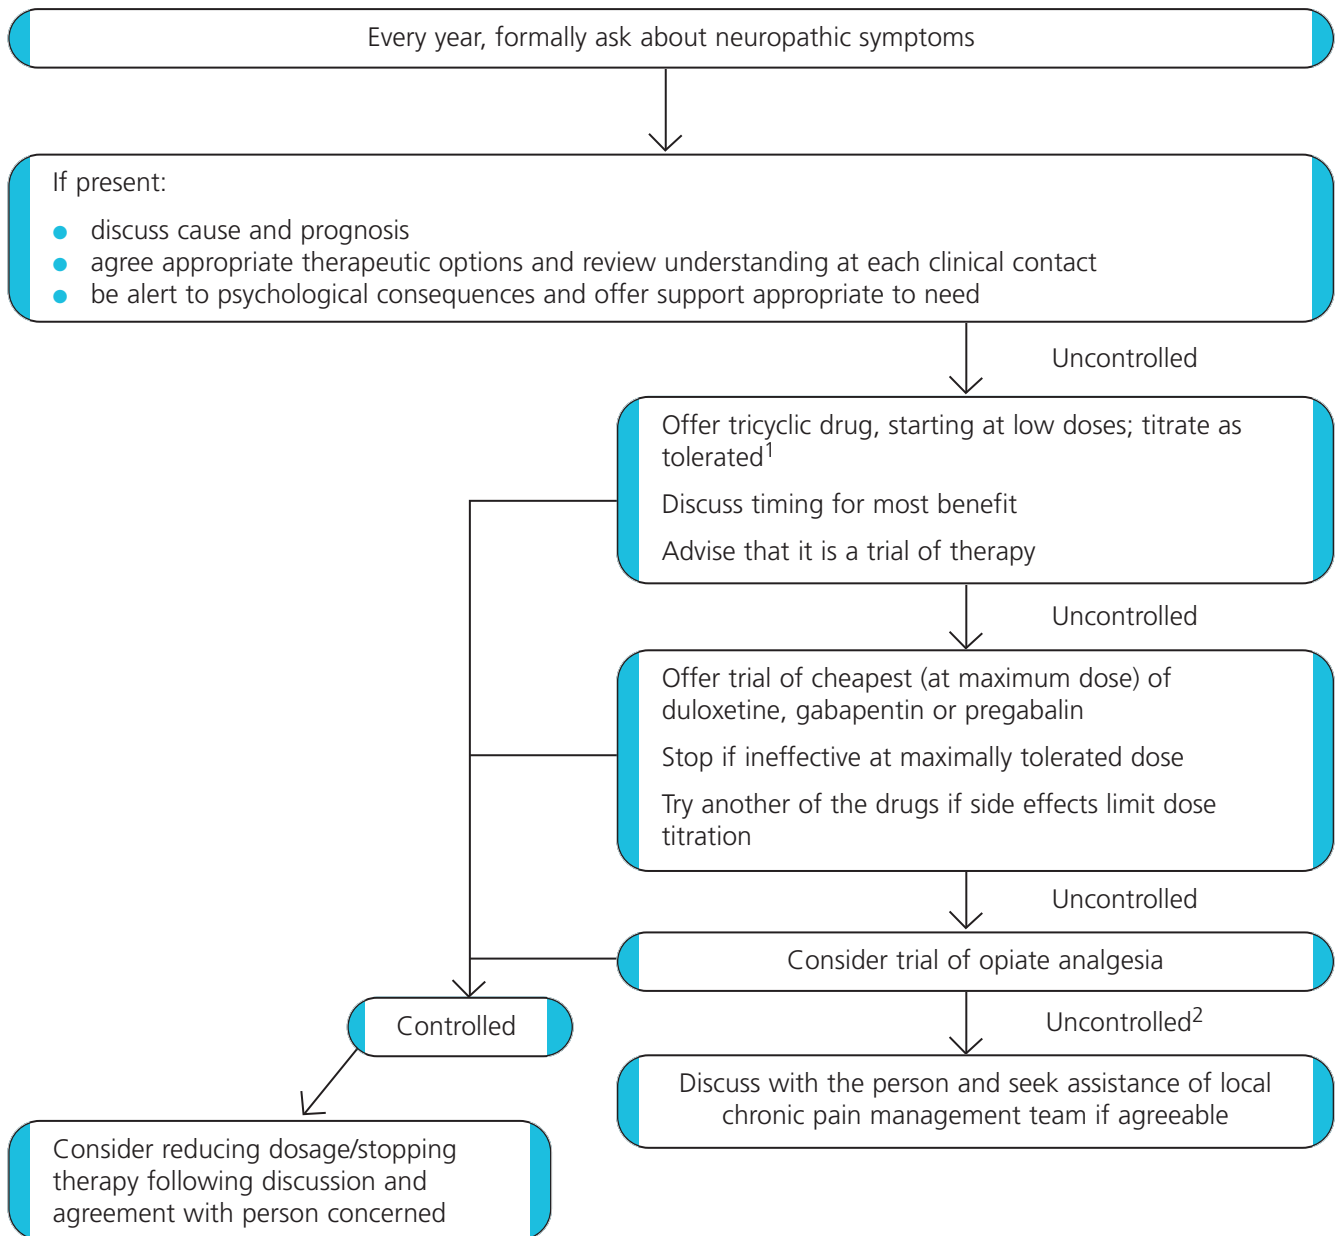 Every year, formally ask about neuropathic symptoms
If present:
● discuss cause and prognosis
● agree appropriate therapeutic options and review understanding at each clinical contact
● be alert to psychological consequences and offer support appropriate to need
Uncontrolled
Offer tricyclic drug, starting at low doses; titrate as
tolerated1
Discuss timing for most benefit
Advise that it is a trial of therapy
Uncontrolled
Offer trial of cheapest (at maximum dose) of
duloxetine, gabapentin or pregabalin
Stop if ineffective at maximally tolerated dose
Try another of the drugs if side effects limit dose
titration
Uncontrolled
Consider trial of opiate analgesia
Controlled
Uncontrolled2
Discuss with the person and seek assistance of local
chronic pain management team if agreeable
Consider reducing dosage/stopping
therapy following discussion and
agreement with person concerned